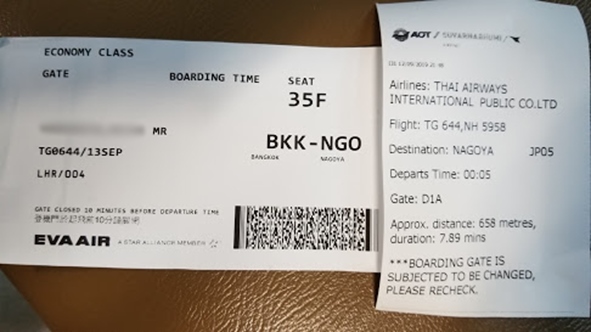 ECONOMY CLASS
GATE BOARDING TIME SEAT
35F
MR
BKK-NGO
BANGKOK NAGOYA
TG0644/13SEP
LHR/004
GATE CLOSED 10 MINUTES BEFORE DEPARTURE TIME
登機門於起飛前10分鐘關閉
EVA AIR A STAR ALLIANCE MEMBER
AOT / SUVARNABHUMI
Airlines: THAI AIRWAYS
INTERNATIONAL PUBLIC CO.LTD
Flight: TG 644,NH 5958
Destination: NAGOYA JP05
Departs Time: 00:05
Gate: D1A
Approx. distance: 658 metres,
duration: 7.89 mins
***BOARDING GATE IS
SUBJECTED TO BE CHANGED,
PLEASE RECHECK.